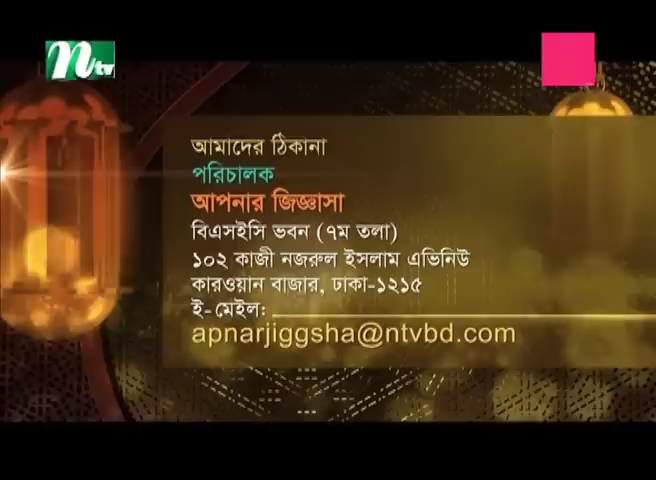 ntv
আমাদের ঠিকানা
পরিচালক
আপনার জিজ্ঞাসা
বিএসইসি ভবন (৭ম তলা)
১০২ কাজী নজরুল ইসলাম এভিনিউ
কারওয়ান বাজার, ঢাকা-১২১৫
ই-মেইল:
apnarjiggsha@ntvbd.com